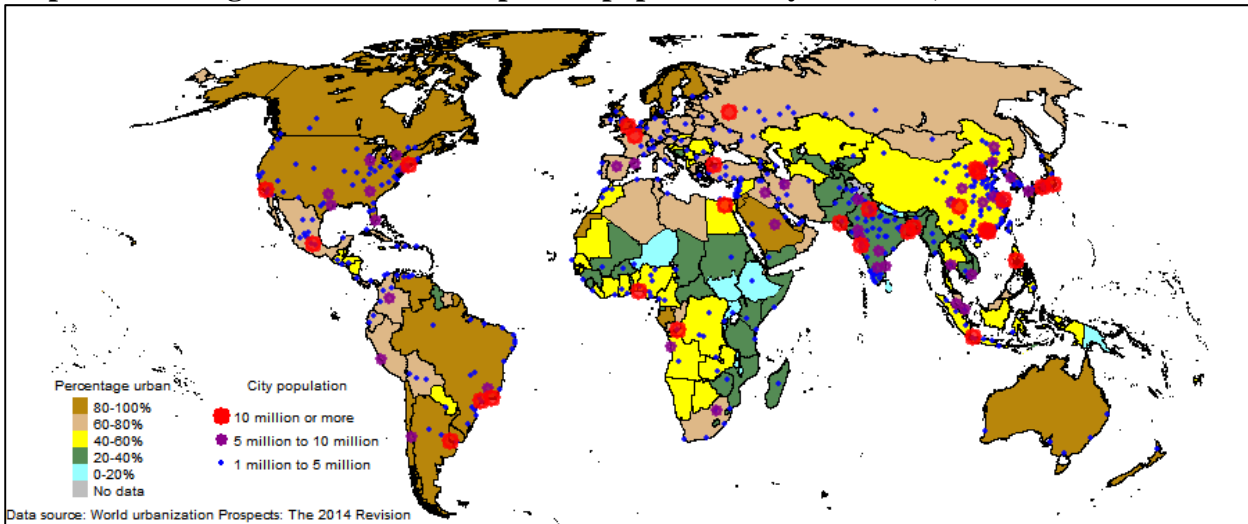 Percentage urban
80-100%
60-80%
40-60%
20-40%
0-20%
No data
City population
10 million or more
5 million to 10 million
1 million to 5 million
Data source: World urbanization Prospects: The 2014 Revision